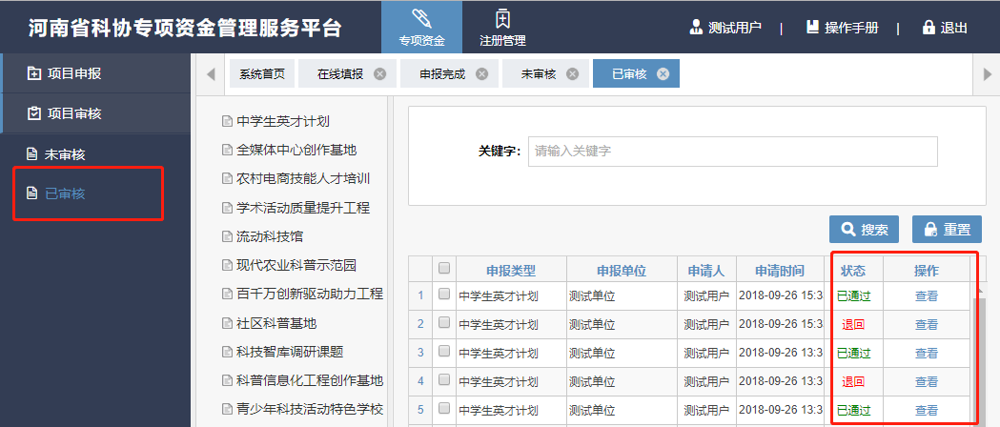 河南省科协专项资金管理服务平台
专项资金
注册管理
测试用户 | 操作手册 | 退出
项目申报
项目审核
未审核
已审核
系统首页 在线填报 申报完成 未审核 已审核
中学生英才计划
全媒体中心创作基地
农村电商技能人才培训
学术活动质量提升工程
流动科技馆
现代农业科普示范园
百千万创新驱动助力工程
社区科普基地
科技智库调研课题
科普信息化工程创作基地
青少年科技活动特色学校
关键字: 请输入关键字
搜索 重置
申报类型 申报单位 申请人 申请时间 状态 操作
1 中学生英才计划 测试单位 测试用户 2018-09-26 15:3 已通过 查看
2 中学生英才计划 测试单位 测试用户 2018-09-26 15:3 退回 查看
3 中学生英才计划 测试单位 测试用户 2018-09-26 13:3 已通过 查看
4 中学生英才计划 测试单位 测试用户 2018-09-26 13:3 退回 查看
5 中学生英才计划 测试单位 测试用户 2018-09-26 13:3 已通过 查看